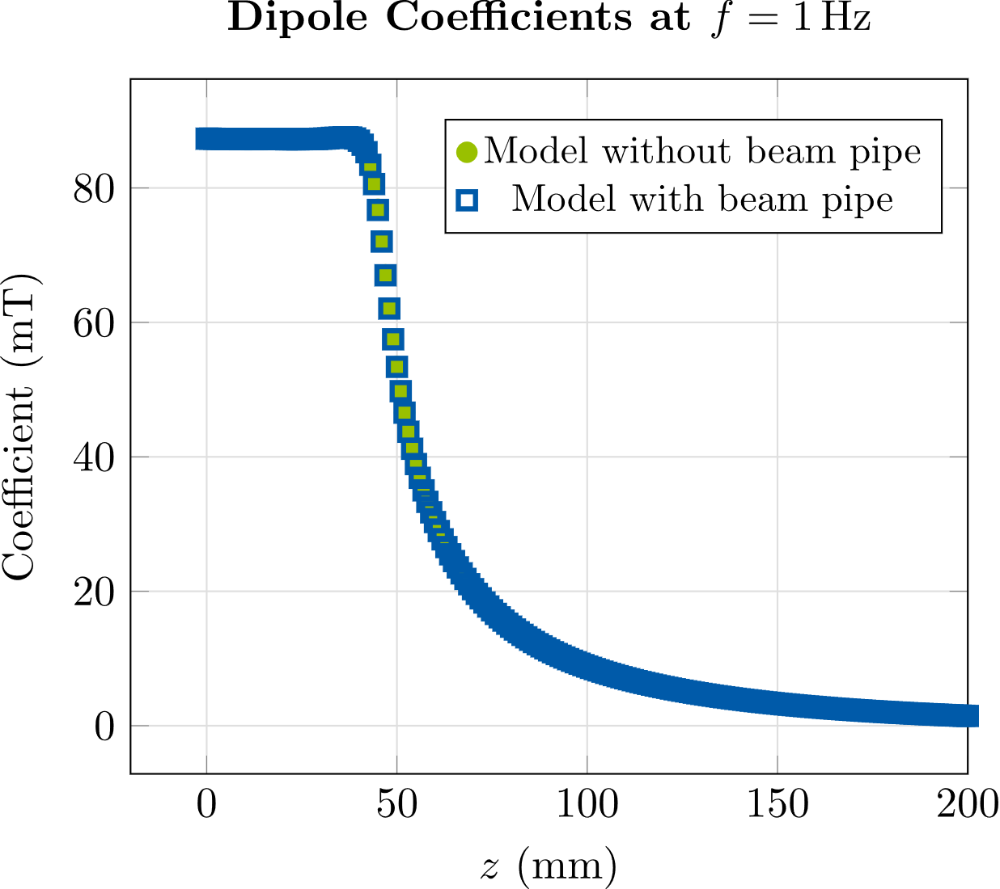 Dipole Coefficients at f = 1 Hz
Model without beam pipe
Model with beam pipe
Coefficient (mT)
80
60
40
20
0
0 50 100 150 200
z (mm)